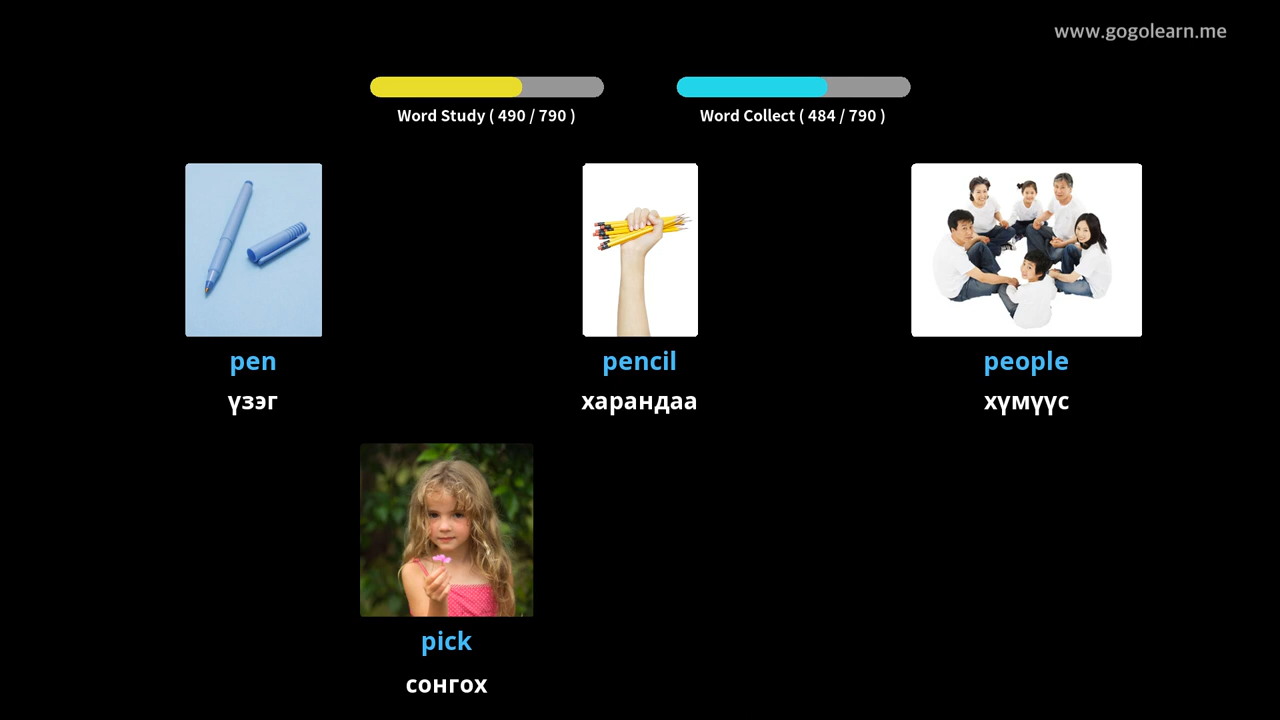 www.gogolearn.me
Word Study ( 490 / 790 )
Word Collect ( 484 / 790 )
pen
pencil
people
үзэг
харандаа
хүмүүс
pick
сонгох